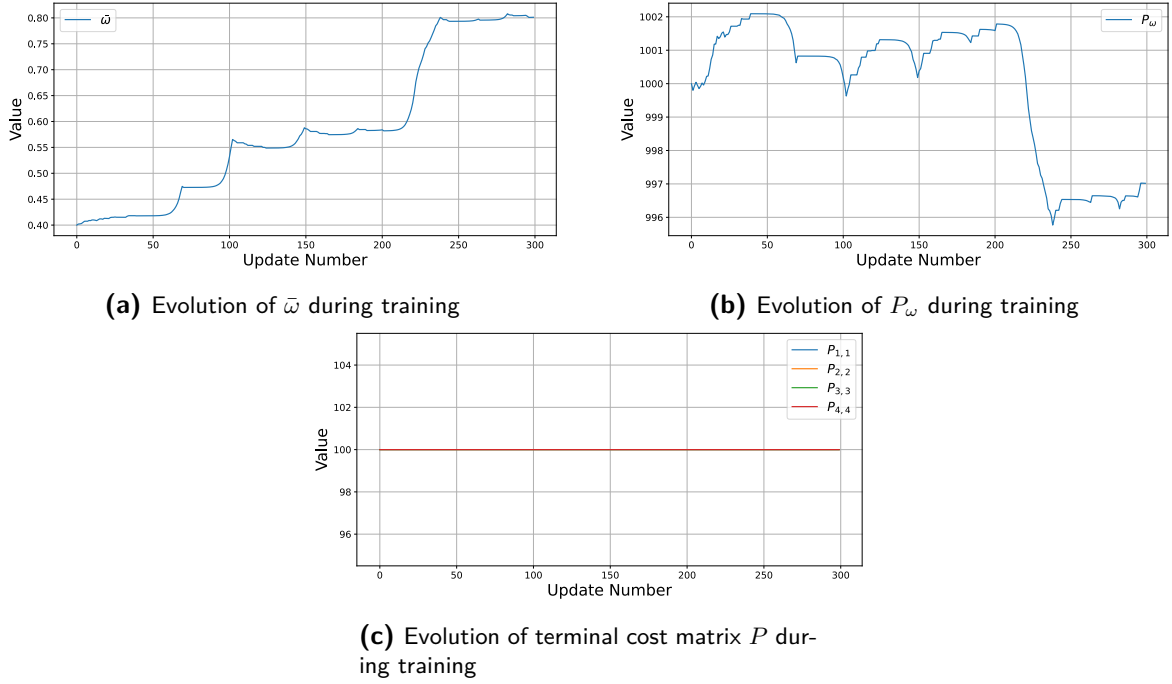 ω̄
0.80
0.75
0.70
0.65
0.60
0.55
0.50
0.45
0.40
Value
0 50 100 150 200 250 300
Update Number
(a) Evolution of ω̄ during training
P_ω
1002
1001
1000
999
998
997
996
Value
0 50 100 150 200 250 300
Update Number
(b) Evolution of P_ω during training
P_{1,1}
P_{2,2}
P_{3,3}
P_{4,4}
104
102
100
98
96
Value
0 50 100 150 200 250 300
Update Number
(c) Evolution of terminal cost matrix P dur-
ing training